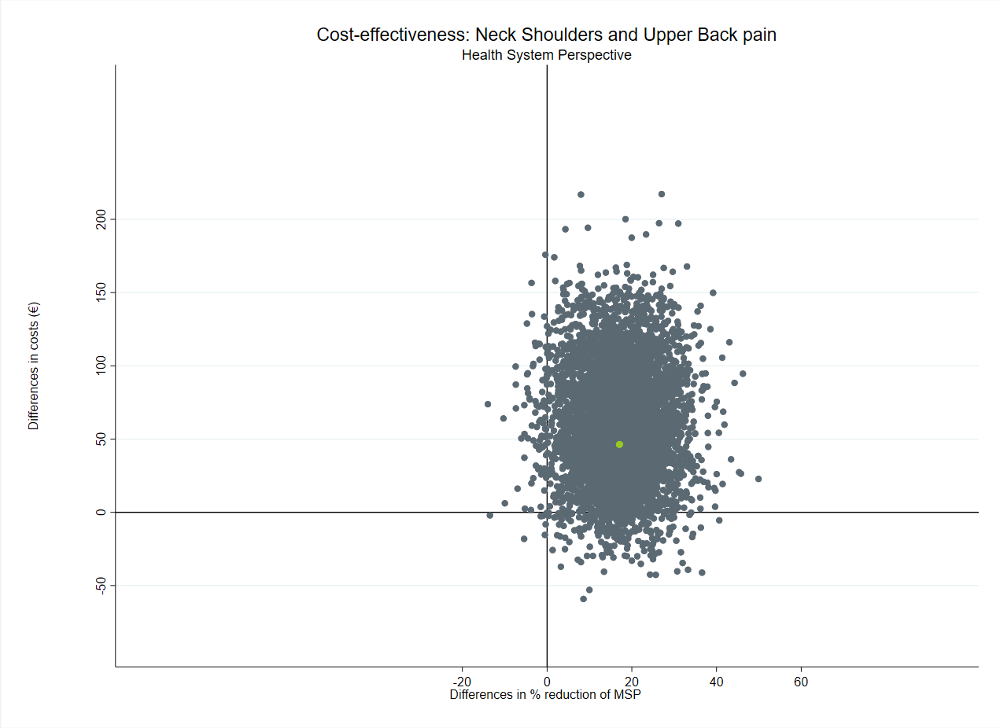 Cost-effectiveness: Neck Shoulders and Upper Back pain
Health System Perspective
Differences in costs (€)
200
150
100
50
0
-50
-20 0 20 40 60
Differences in % reduction of MSP